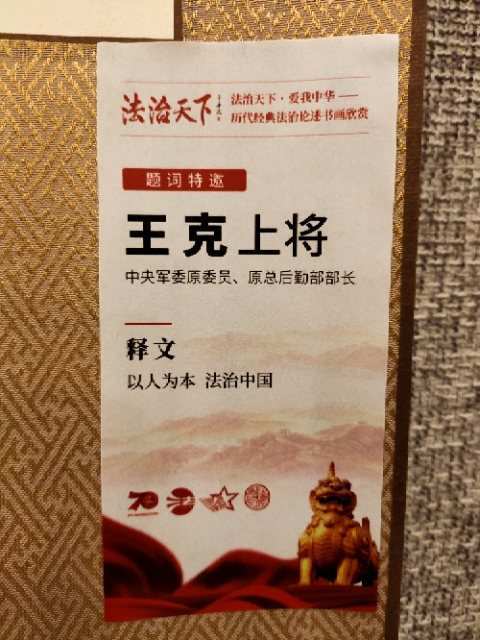 法治天下
法治天下·爱我中华——
历代经典法治论述书画欣赏
题词特邀
王克上将
中央军委原委员、原总后勤部部长
释文
以人为本 法治中国